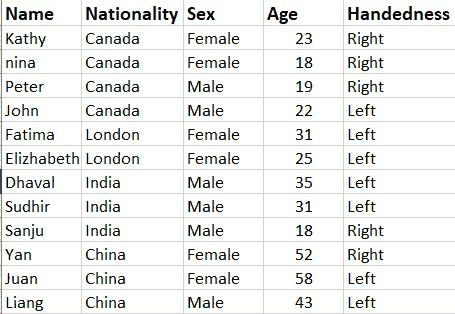 Name Nationality Sex Age Handedness
Kathy Canada Female 23 Right
nina Canada Female 18 Right
Peter Canada Male 19 Right
John Canada Male 22 Left
Fatima London Female 31 Left
Elizhabeth London Female 25 Left
Dhaval India Male 35 Left
Sudhir India Male 31 Left
Sanju India Male 18 Right
Yan China Female 52 Right
Juan China Female 58 Left
Liang China Male 43 Left